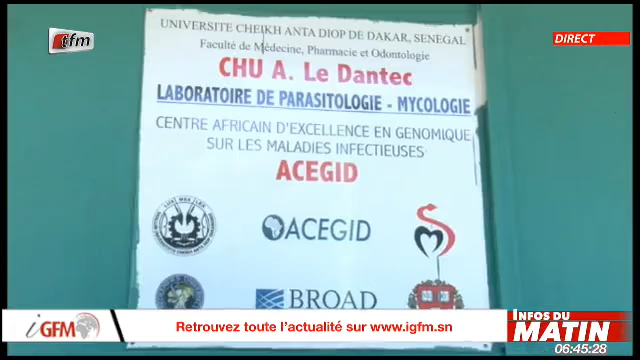 tfm
DIRECT
UNIVERSITE CHEIKH ANTA DIOP DE DAKAR, SENEGAL
Faculté de Médecine, Pharmacie et Odontologie
CHU A. Le Dantec
LABORATOIRE DE PARASITOLOGIE - MYCOLOGIE
CENTRE AFRICAIN D'EXCELLENCE EN GENOMIQUE
SUR LES MALADIES INFECTIEUSES
ACEGID
ACEGID
BROAD
iGFM
Retrouvez toute l'actualité sur www.igfm.sn
INFOS DU
MATIN
06:45:28